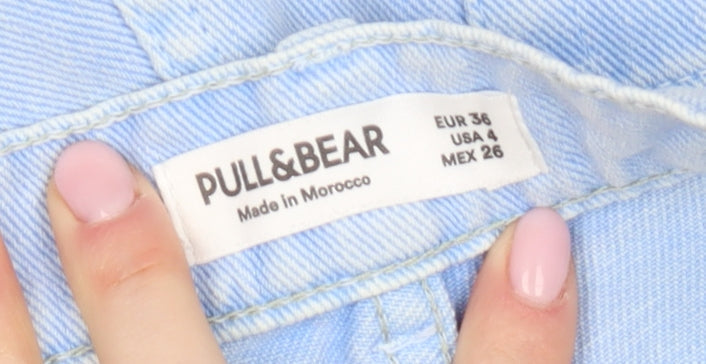 PULL&BEAR
Made in Morocco
EUR 36
USA 4
MEX 26